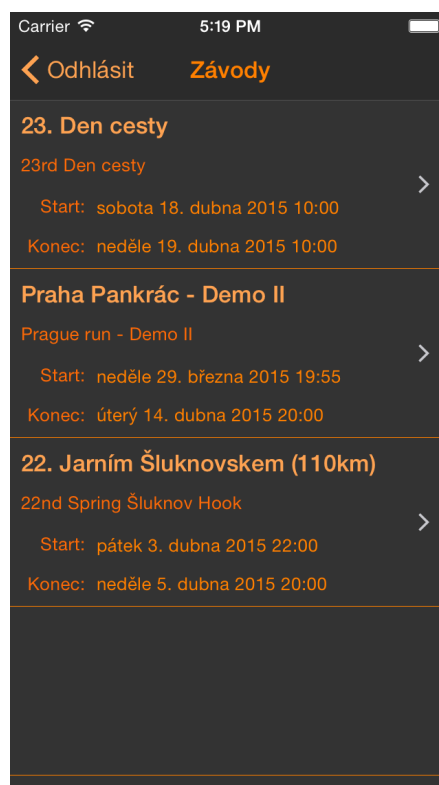 Carrier 5:19 PM
Odhlásit Závody
23. Den cesty
23rd Den cesty
Start: sobota 18. dubna 2015 10:00
Konec: neděle 19. dubna 2015 10:00
Praha Pankrác - Demo II
Prague run - Demo II
Start: neděle 29. března 2015 19:55
Konec: úterý 14. dubna 2015 20:00
22. Jarním Šluknovskem (110km)
22nd Spring Šluknov Hook
Start: pátek 3. dubna 2015 22:00
Konec: neděle 5. dubna 2015 20:00